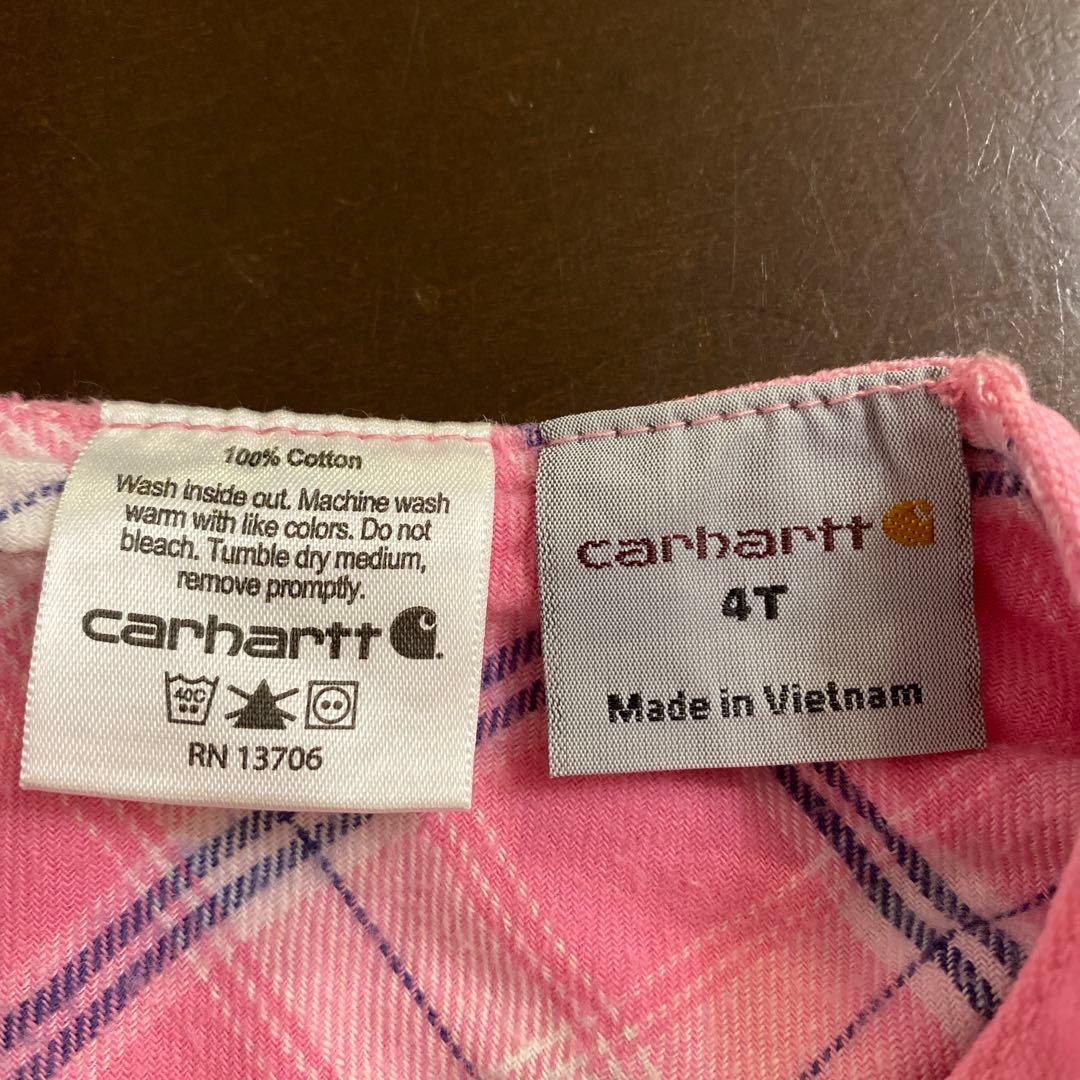 100% Cotton
Wash inside out. Machine wash
warm with like colors. Do not
bleach. Tumble dry medium,
remove promptly.
carhartt
40C
RN 13706
carhartt
4T
Made in Vietnam